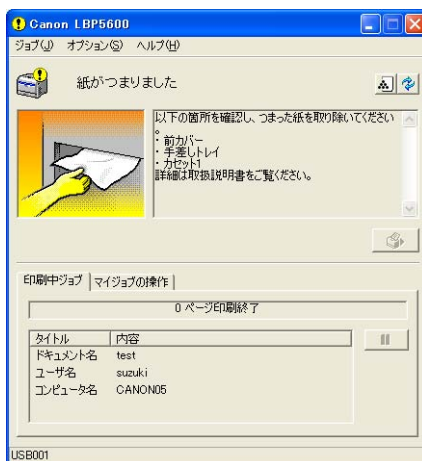 Canon LBP5600
ジョブ(J) オプション(S) ヘルプ(H)
紙がつまりました
以下の箇所を確認し、つまった紙を取り除いてください
。
・前カバー
・手差しトレイ
・カセット1
詳細は取扱説明書をご覧ください。
印刷中ジョブ マイジョブの操作
0 ページ印刷終了
タイトル 内容
ドキュメント名 test
ユーザ名 suzuki
コンピュータ名 CANON05
USB001